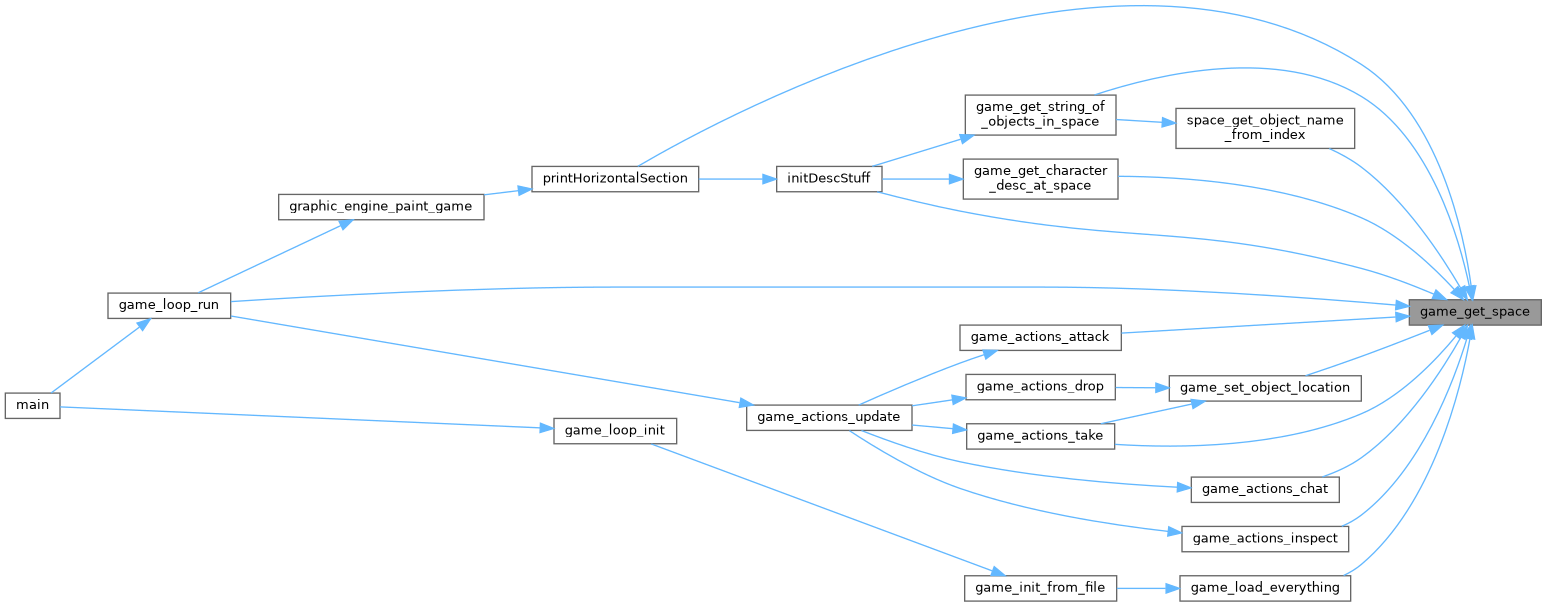 game_get_string_of
_objects_in_space
space_get_object_name
_from_index
printHorizontalSection
initDescStuff
game_get_character
_desc_at_space
graphic_engine_paint_game
game_loop_run
game_get_space
game_actions_attack
game_actions_drop
game_set_object_location
main
game_loop_init
game_actions_update
game_actions_take
game_actions_chat
game_actions_inspect
game_init_from_file
game_load_everything